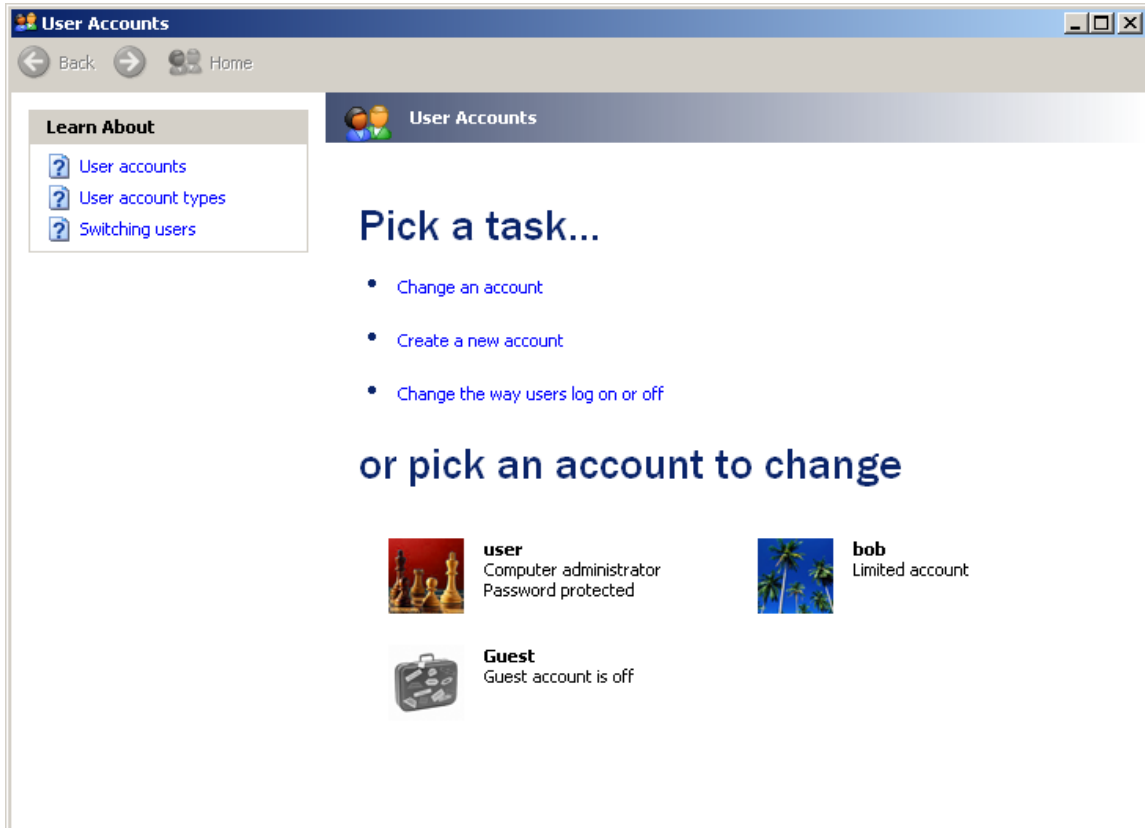 User Accounts
Back Home
Learn About
User accounts
User account types
Switching users
User Accounts
Pick a task...
Change an account
Create a new account
Change the way users log on or off
or pick an account to change
user
Computer administrator
Password protected
bob
Limited account
Guest
Guest account is off